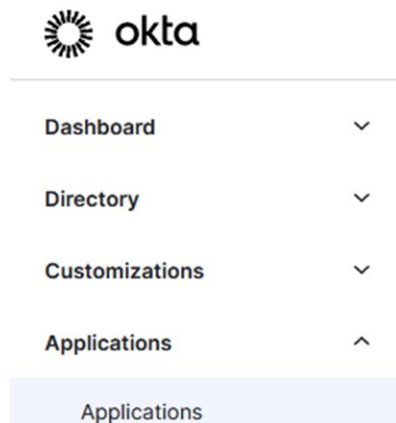 okta
Dashboard
Directory
Customizations
Applications
Applications